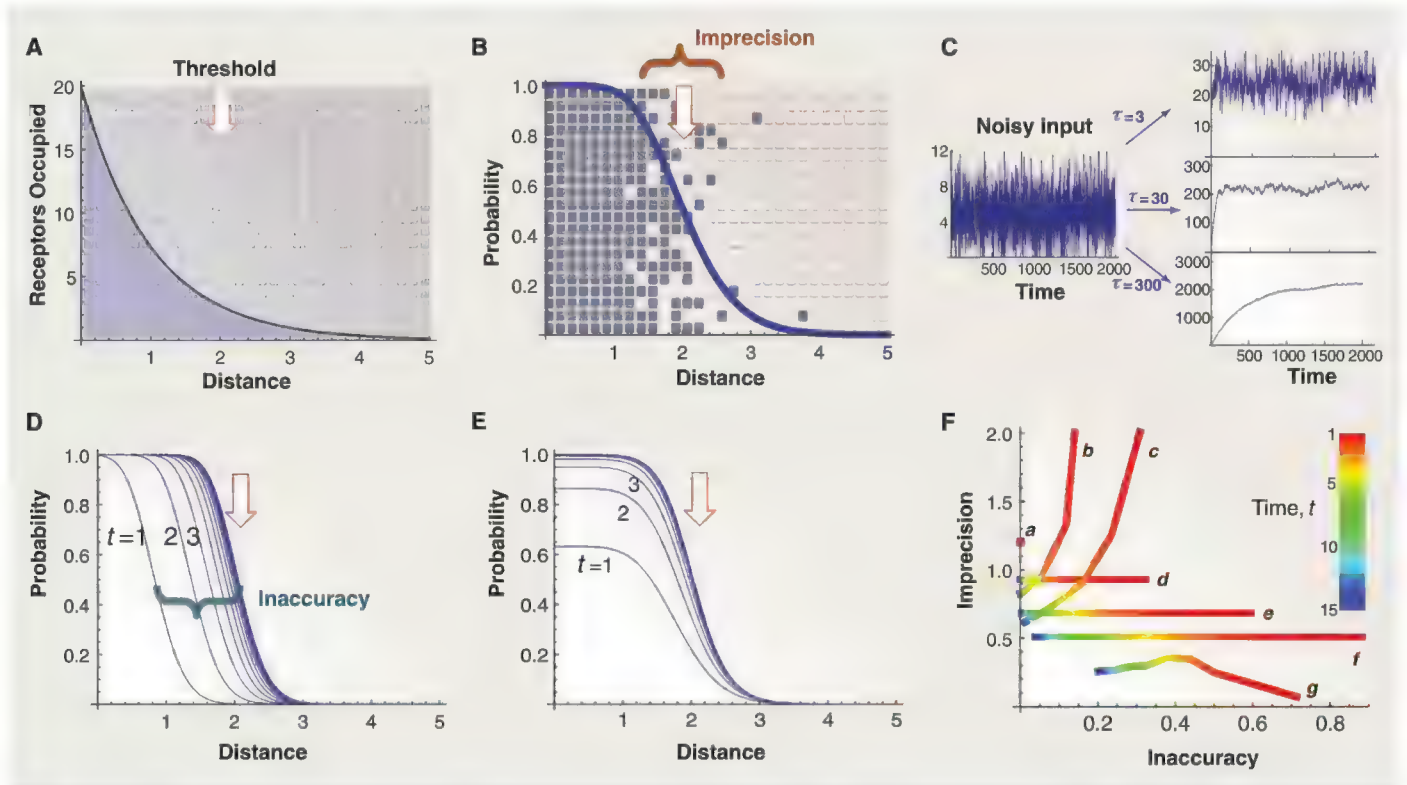 A
Threshold
Receptors Occupied
20
15
10
5
1 2 3 4 5
Distance
B
Imprecision
Probability
1.0
0.8
0.6
0.4
0.2
1 2 3 4 5
Distance
C
Noisy input
12
8
4
500 1000 1500 2000
Time
τ=3
τ=30
τ=300
30
20
10
300
200
100
3000
2000
1000
500 1000 1500 2000
Time
D
Probability
1.0
0.8
0.6
0.4
0.2
t=1 2 3
Inaccuracy
1 2 3 4 5
Distance
E
Probability
1.0
0.8
0.6
0.4
0.2
3
2
t=1
1 2 3 4 5
Distance
F
Imprecision
2.0
1.5
1.0
0.5
a
b
c
d
e
f
g
Time, t
1
5
10
15
0.2 0.4 0.6 0.8
Inaccuracy